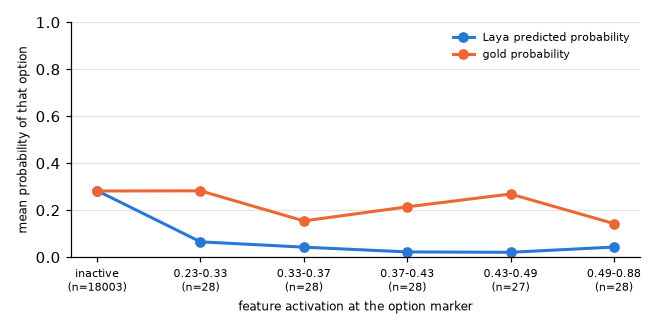 mean probability of that option
1.0
0.8
0.6
0.4
0.2
0.0
Laya predicted probability
gold probability
inactive
(n=18003)
0.23-0.33
(n=28)
0.33-0.37
(n=28)
0.37-0.43
(n=28)
0.43-0.49
(n=27)
0.49-0.88
(n=28)
feature activation at the option marker